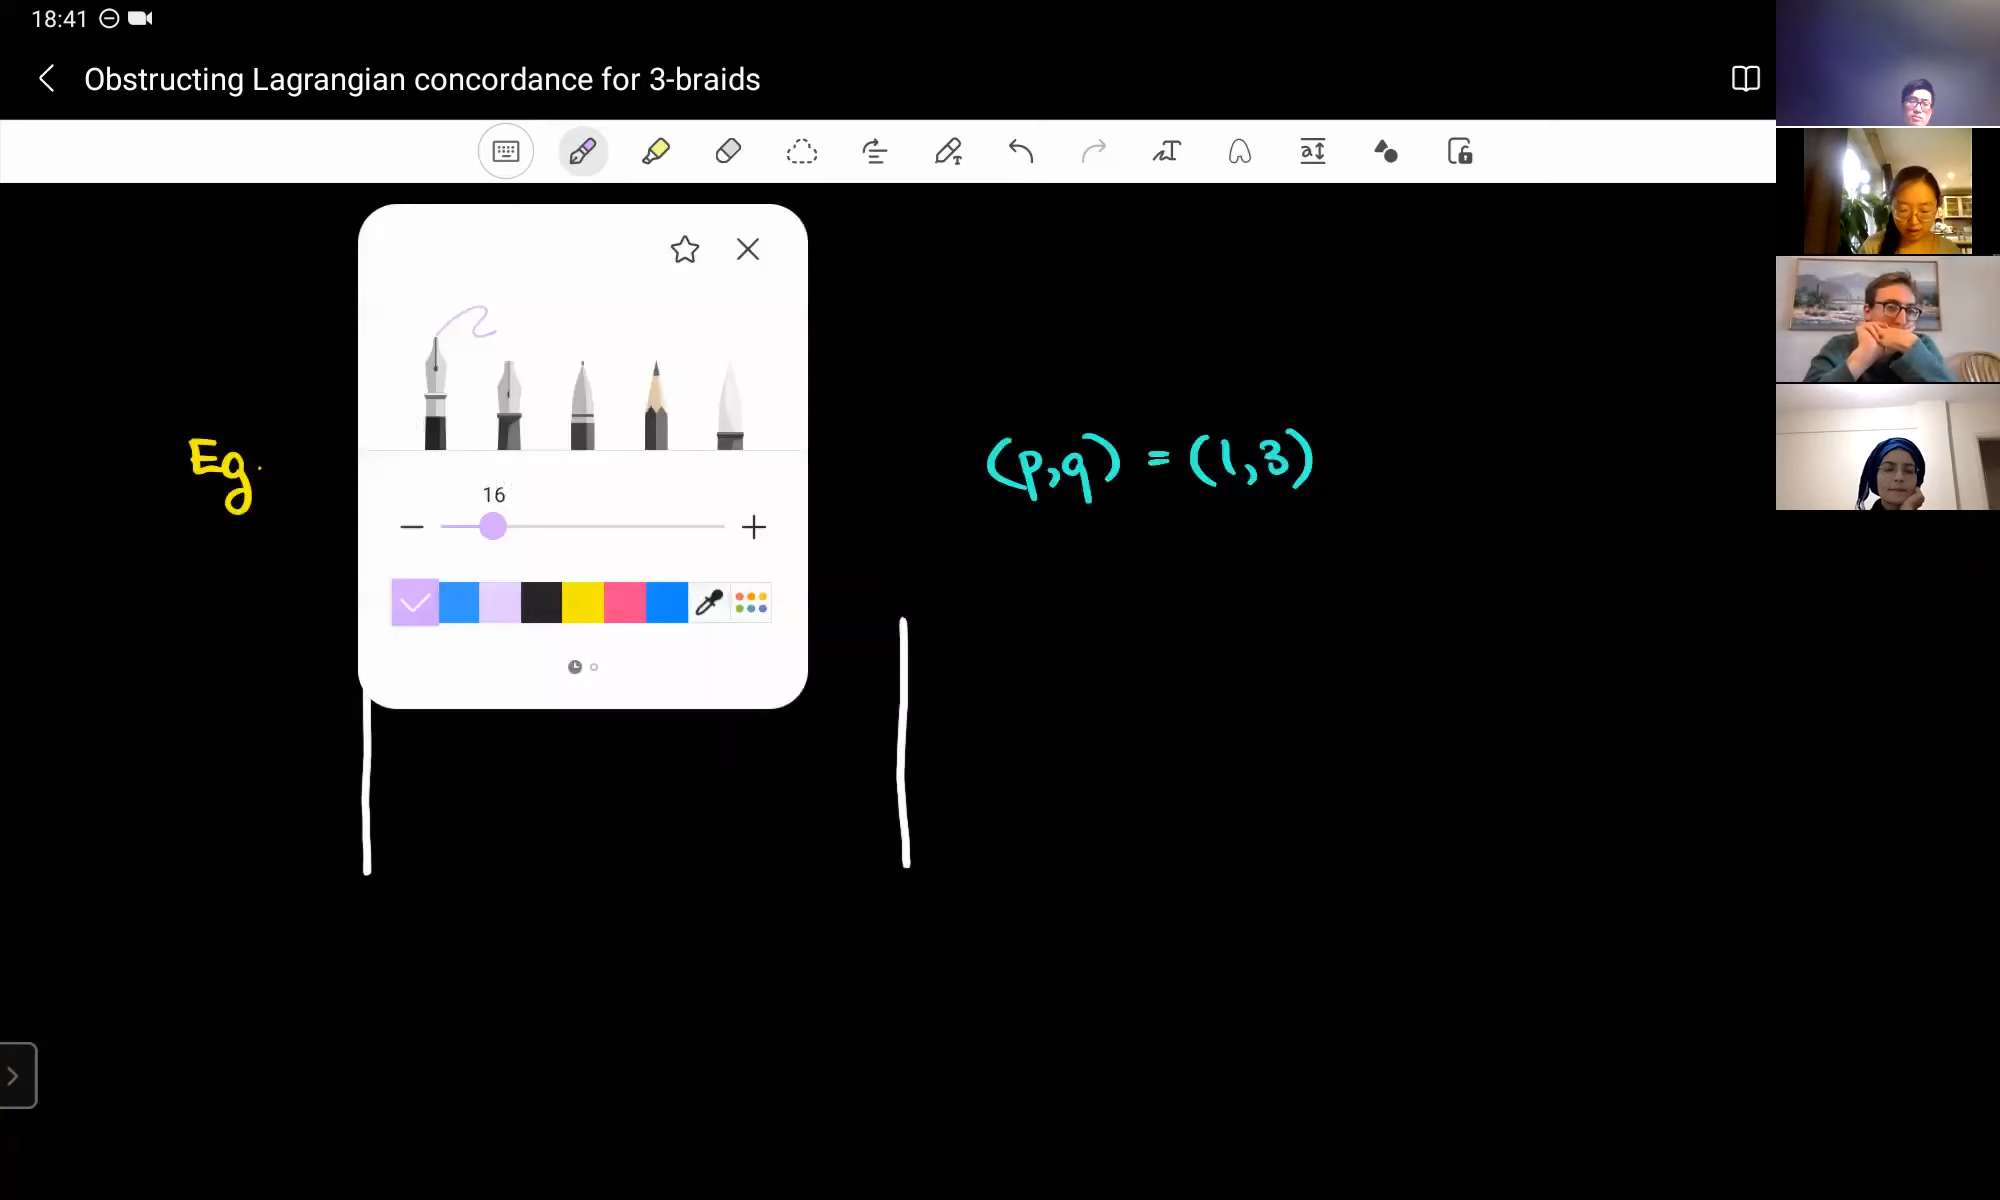 18:41
Obstructing Lagrangian concordance for 3-braids
T
T
a
16
Eg.
(p,q) = (1,3)